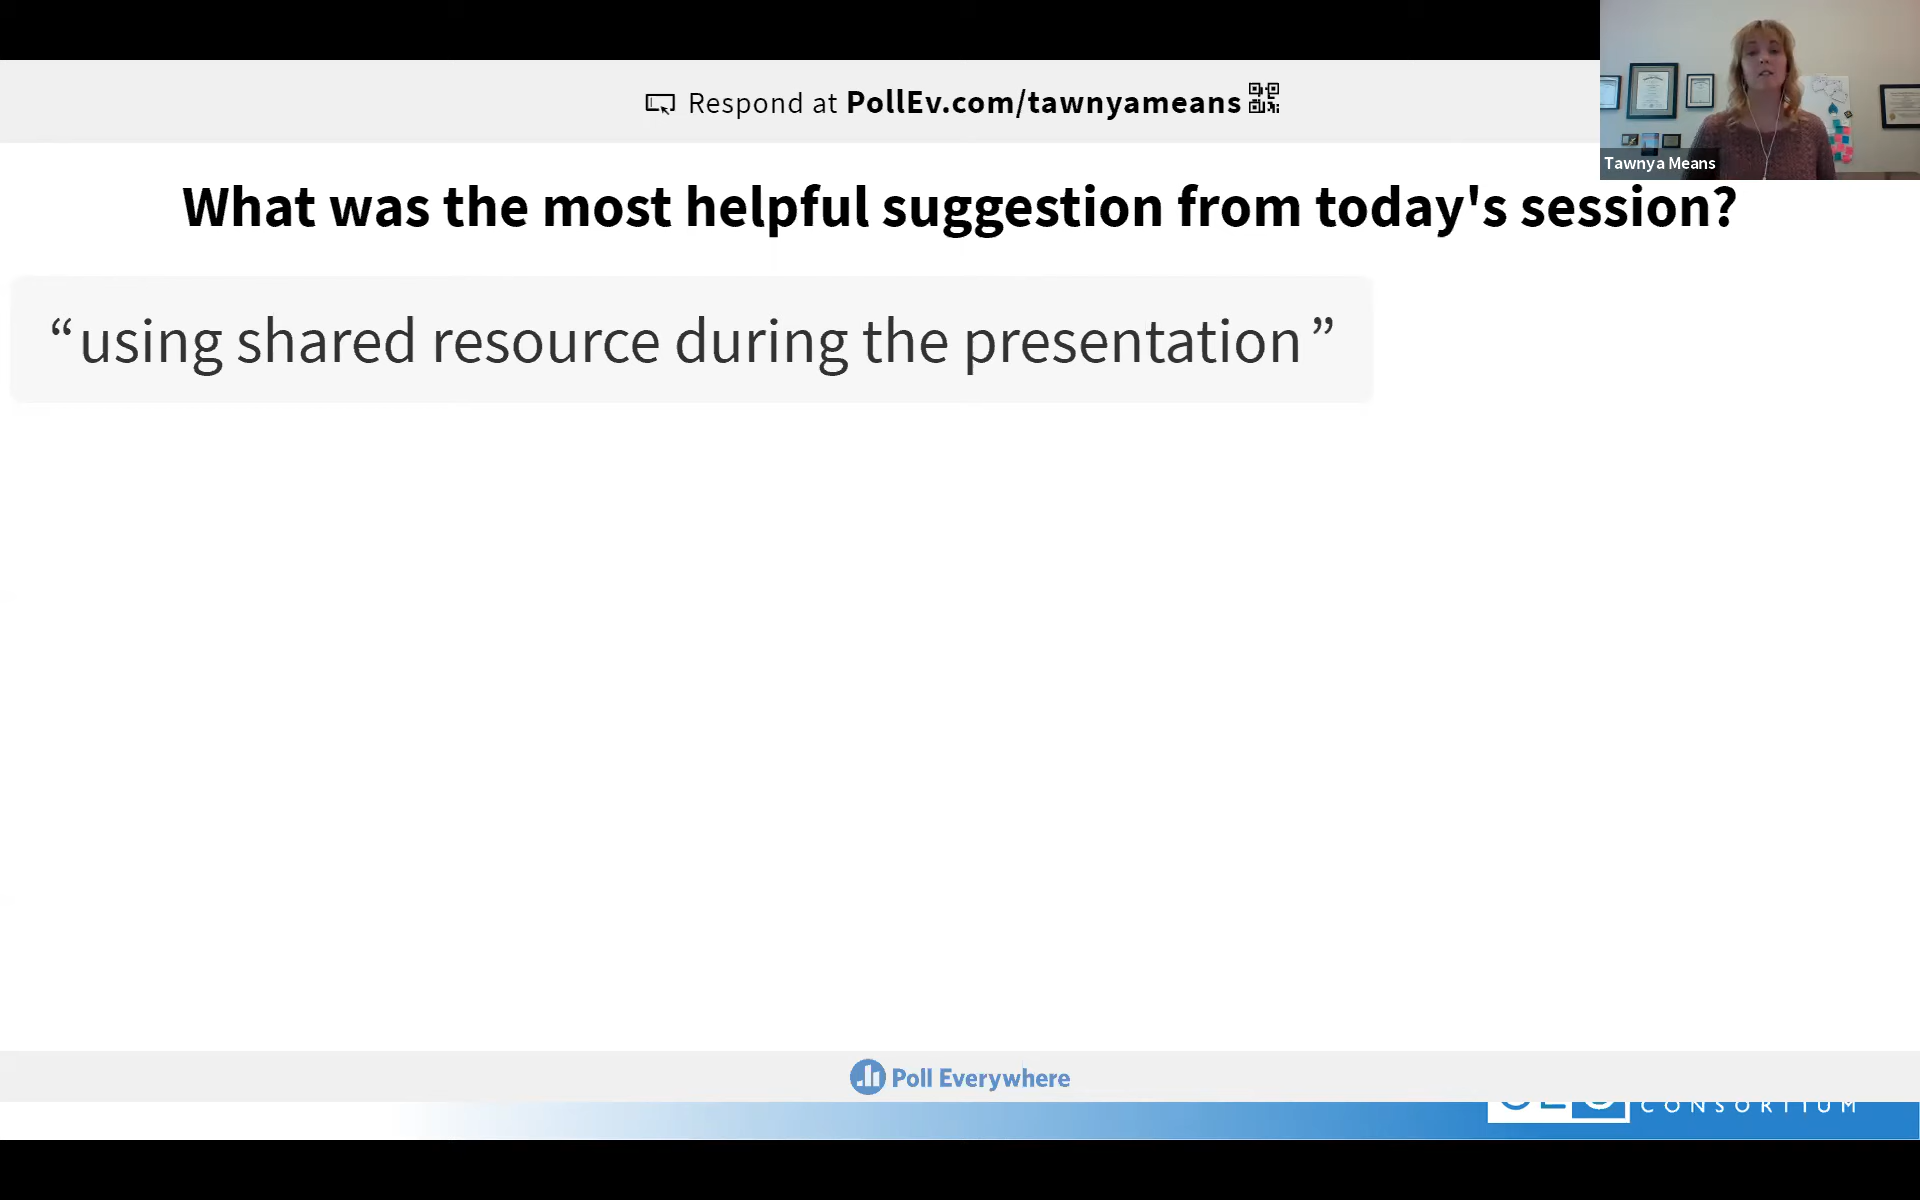 Respond at PollEv.com/tawnyameans
Tawnya Means
What was the most helpful suggestion from today's session?
“using shared resource during the presentation”
Poll Everywhere
CONSORTIUM